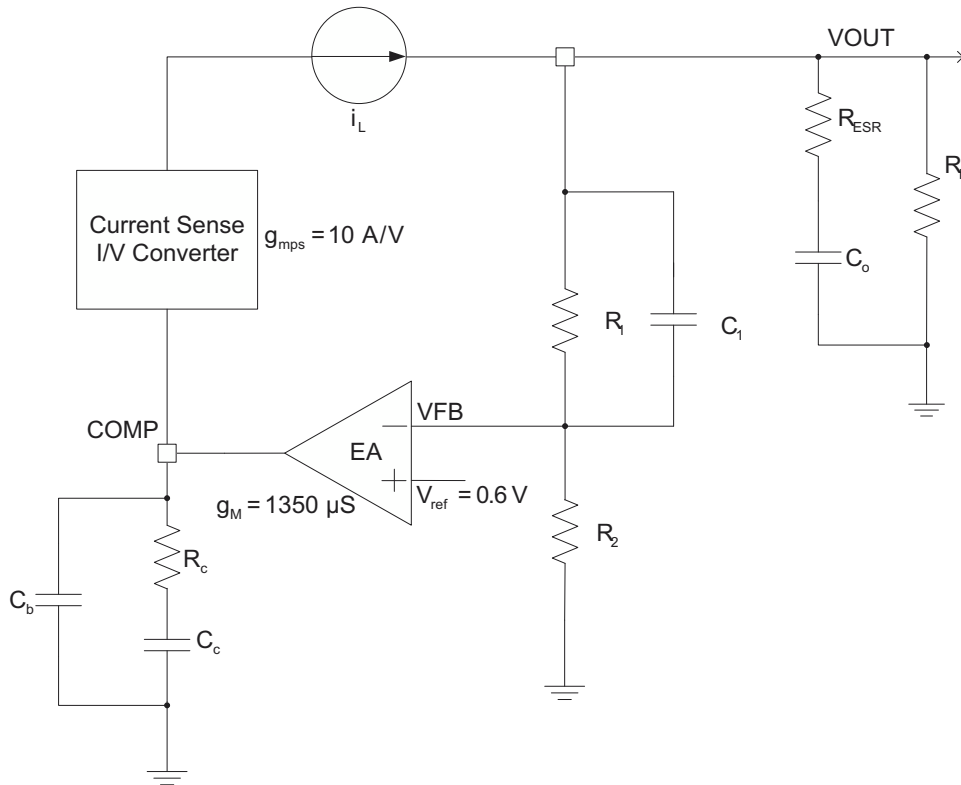 VOUT
i_L
R_ESR
R_L
Current Sense
I/V Converter
g_mps = 10 A/V
C_o
R_1
C_1
COMP
VFB
EA
V_ref = 0.6 V
g_M = 1350 µS
R_2
R_c
C_b
C_c